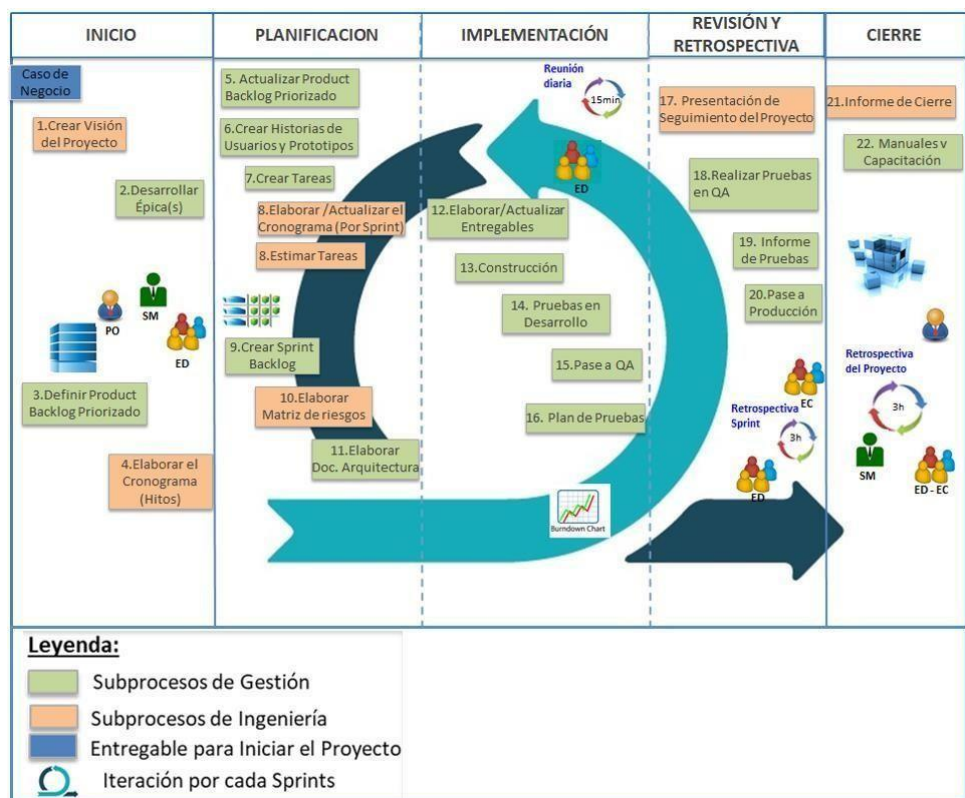 INICIO
PLANIFICACION
IMPLEMENTACIÓN
REVISIÓN Y
RETROSPECTIVA
CIERRE
Caso de
Negocio
1.Crear Visión
del Proyecto
2.Desarrollar
Épica(s)
PO
SM
ED
3.Definir Product
Backlog Priorizado
4.Elaborar el
Cronograma
(Hitos)
5. Actualizar Product
Backlog Priorizado
6.Crear Historias de
Usuarios y Prototipos
7.Crear Tareas
8.Elaborar /Actualizar el
Cronograma (Por Sprint)
8.Estimar Tareas
9.Crear Sprint
Backlog
10.Elaborar
Matriz de riesgos
11.Elaborar
Doc. Arquitectura
Reunión
diaria
15min
ED
12.Elaborar/Actualizar
Entregables
13.Construcción
14. Pruebas en
Desarrollo
15.Pase a QA
16. Plan de Pruebas
Burndown Chart
17. Presentación de
Seguimiento del Proyecto
18.Realizar Pruebas
en QA
19. Informe
de Pruebas
20.Pase a
Producción
EC
Retrospectiva
Sprint
3h
ED
21.Informe de Cierre
22. Manuales v
Capacitación
Retrospectiva
del Proyecto
3h
SM
ED - EC
Leyenda:
Subprocesos de Gestión
Subprocesos de Ingeniería
Entregable para Iniciar el Proyecto
Iteración por cada Sprints